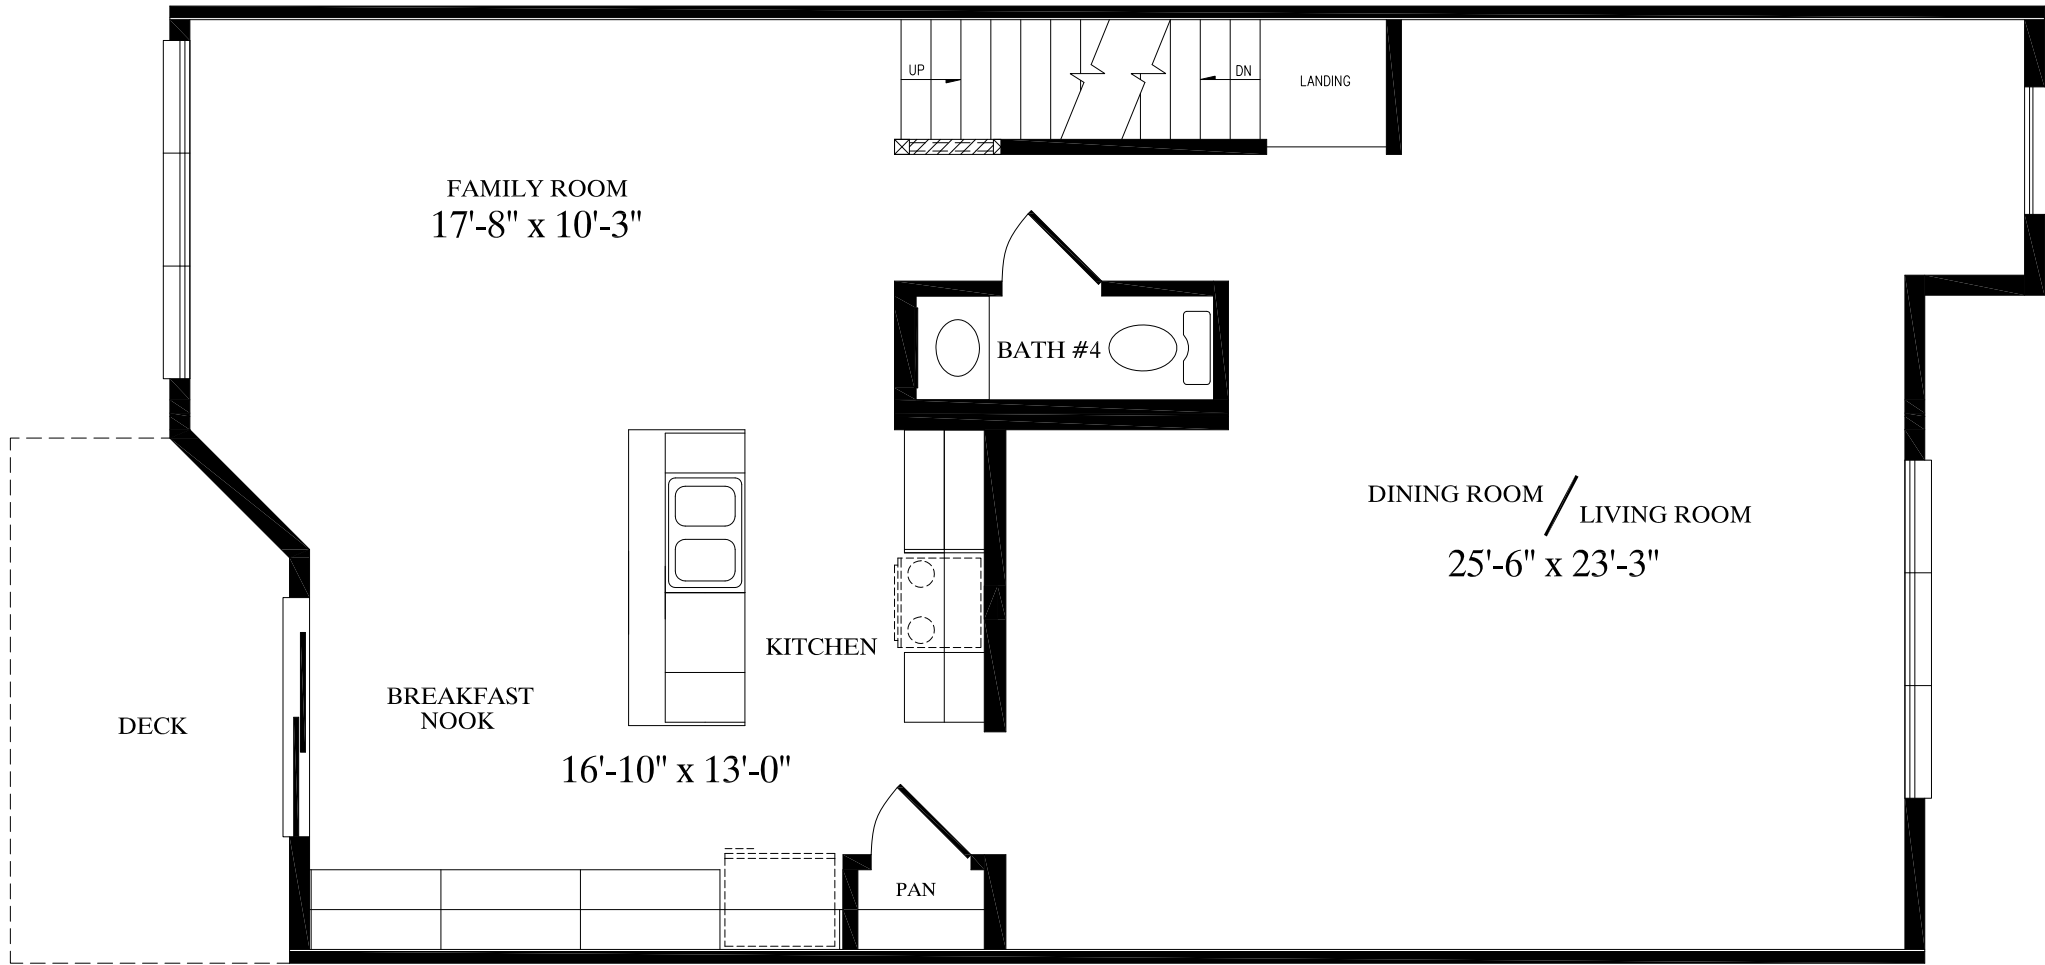 UP
DN
LANDING
FAMILY ROOM
17'-8" x 10'-3"
BATH #4
DINING ROOM / LIVING ROOM
25'-6" x 23'-3"
KITCHEN
BREAKFAST
NOOK
DECK
16'-10" x 13'-0"
PAN